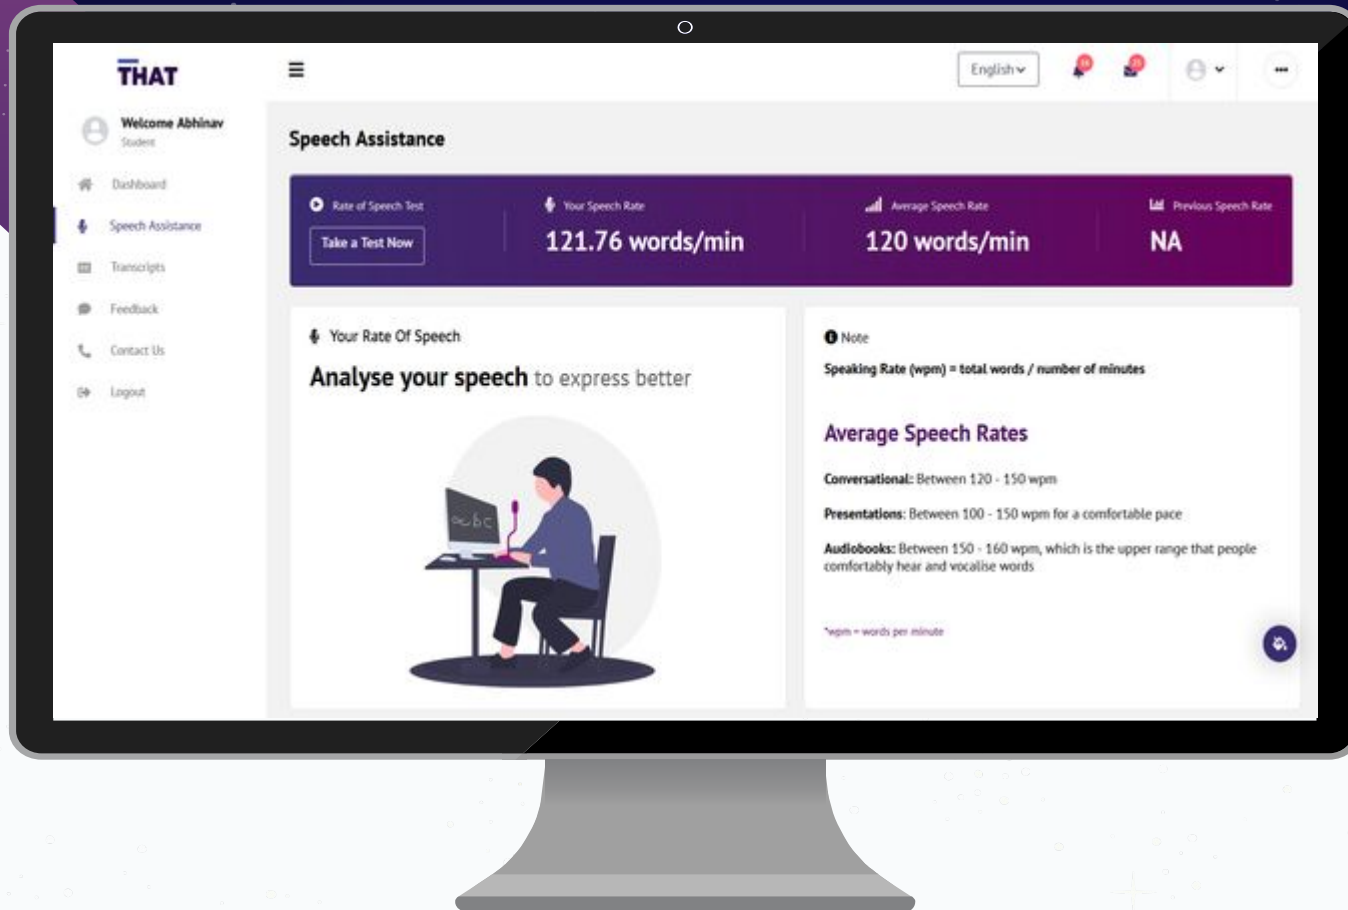 THAT
English
Welcome Abhinav
Student
Speech Assistance
Dashboard
Speech Assistance
Transcripts
Feedback
Contact Us
Logout
Rate of Speech Test
Take a Test Now
Your Speech Rate
121.76 words/min
Average Speech Rate
120 words/min
Previous Speech Rate
NA
Your Rate Of Speech
Analyse your speech to express better
abc
Note
Speaking Rate (wpm) = total words / number of minutes
Average Speech Rates
Conversational: Between 120 - 150 wpm
Presentations: Between 100 - 150 wpm for a comfortable pace
Audiobooks: Between 150 - 160 wpm, which is the upper range that people
comfortably hear and vocalise words
*wpm = words per minute